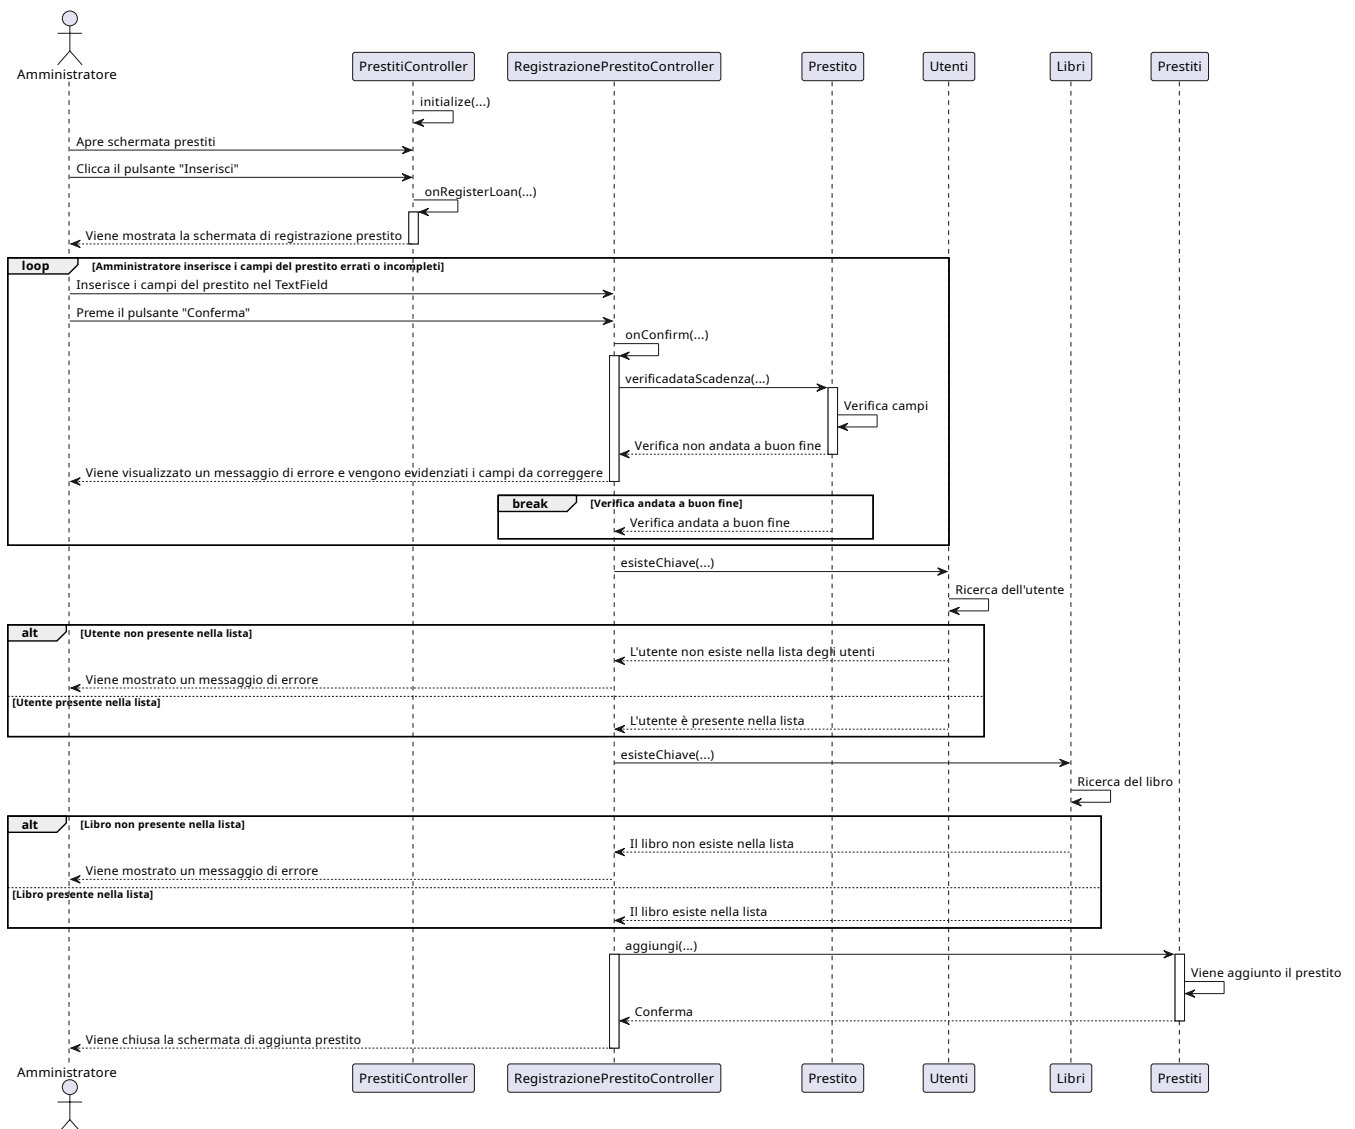 Amministratore
PrestitiController
RegistrazionePrestitoController
Prestito
Utenti
Libri
Prestiti
initialize(...)
Apre schermata prestiti
Clicca il pulsante "Inserisci"
onRegisterLoan(...)
Viene mostrata la schermata di registrazione prestito
loop
[Amministratore inserisce i campi del prestito errati o incompleti]
Inserisce i campi del prestito nel TextField
Preme il pulsante "Conferma"
onConfirm(...)
verificadataScadenza(...)
Verifica campi
Verifica non andata a buon fine
Viene visualizzato un messaggio di errore e vengono evidenziati i campi da correggere
break
[Verifica andata a buon fine]
Verifica andata a buon fine
esisteChiave(...)
Ricerca dell'utente
alt
[Utente non presente nella lista]
L'utente non esiste nella lista degli utenti
Viene mostrato un messaggio di errore
[Utente presente nella lista]
L'utente è presente nella lista
esisteChiave(...)
Ricerca del libro
alt
[Libro non presente nella lista]
Il libro non esiste nella lista
Viene mostrato un messaggio di errore
[Libro presente nella lista]
Il libro esiste nella lista
aggiungi(...)
Viene aggiunto il prestito
Conferma
Viene chiusa la schermata di aggiunta prestito
Amministratore
PrestitiController
RegistrazionePrestitoController
Prestito
Utenti
Libri
Prestiti